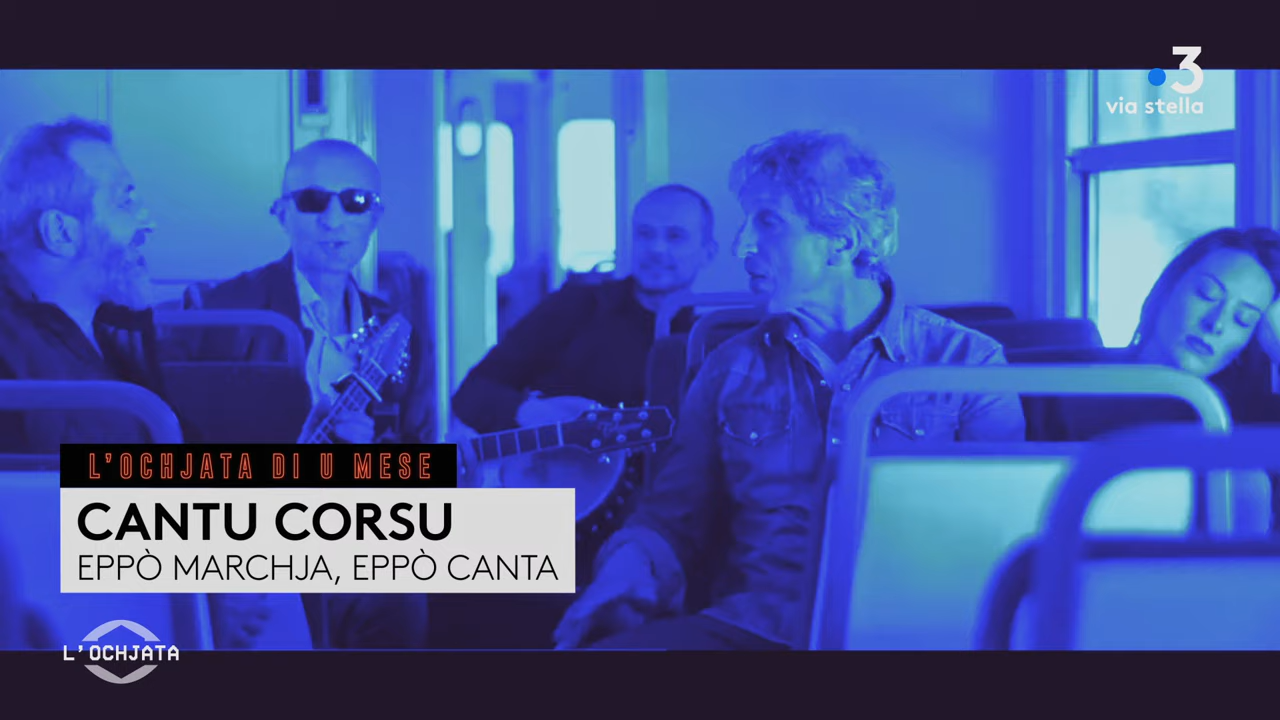 3
via stella
L'OCHJATA DI U MESE
CANTU CORSU
EPPÒ MARCHJA, EPPÒ CANTA
L'OCHJATA